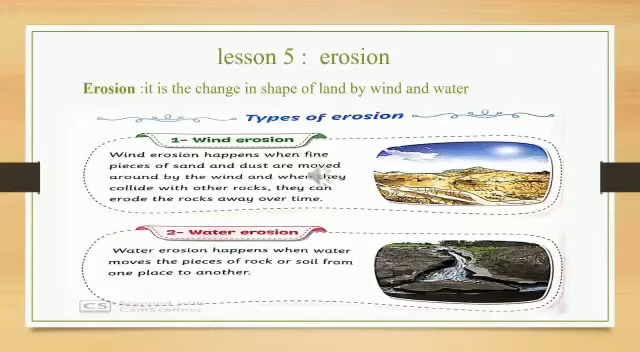 lesson 5 : erosion
Erosion :it is the change in shape of land by wind and water
Types of erosion
1- Wind erosion
Wind erosion happens when fine
pieces of sand and dust are moved
around by the wind and when they
collide with other rocks, they can
erode the rocks away over time.
2- Water erosion
Water erosion happens when water
moves the pieces of rock or soil from
one place to another.
CS Scanned with
CamScanner